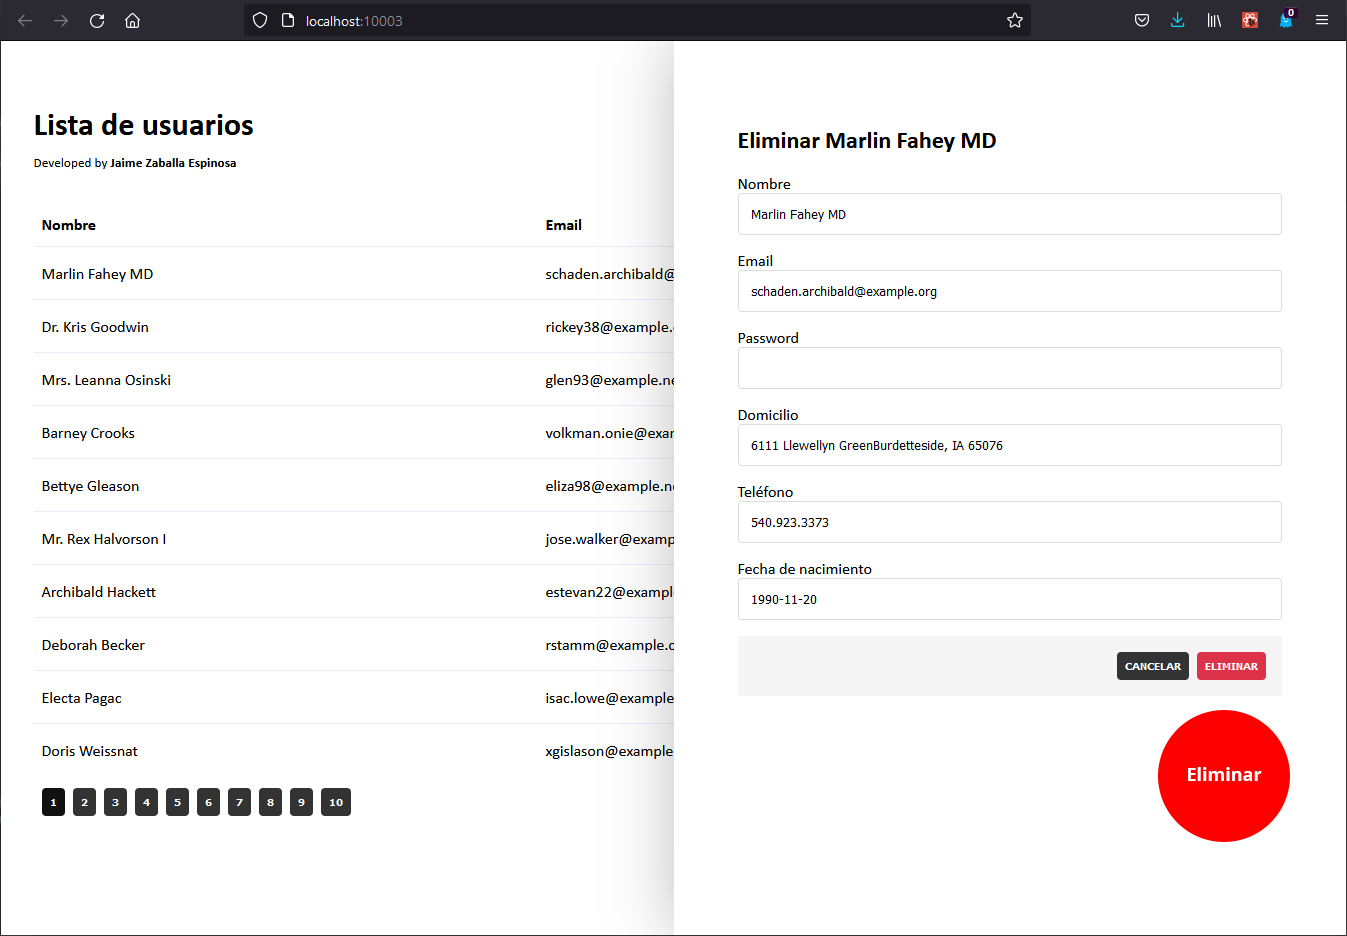 localhost:10003
0
Lista de usuarios
Developed by Jaime Zaballa Espinosa
Nombre Email
Marlin Fahey MD schaden.archibald@
Dr. Kris Goodwin rickey38@example.
Mrs. Leanna Osinski glen93@example.ne
Barney Crooks volkman.onie@exar
Bettye Gleason eliza98@example.n
Mr. Rex Halvorson I jose.walker@examp
Archibald Hackett estevan22@exampl
Deborah Becker rstamm@example.o
Electa Pagac isac.lowe@example
Doris Weissnat xgislason@example
1 2 3 4 5 6 7 8 9 10
Eliminar Marlin Fahey MD
Nombre
Marlin Fahey MD
Email
schaden.archibald@example.org
Password
Domicilio
6111 Llewellyn GreenBurdetteside, IA 65076
Teléfono
540.923.3373
Fecha de nacimiento
1990-11-20
CANCELAR ELIMINAR
Eliminar